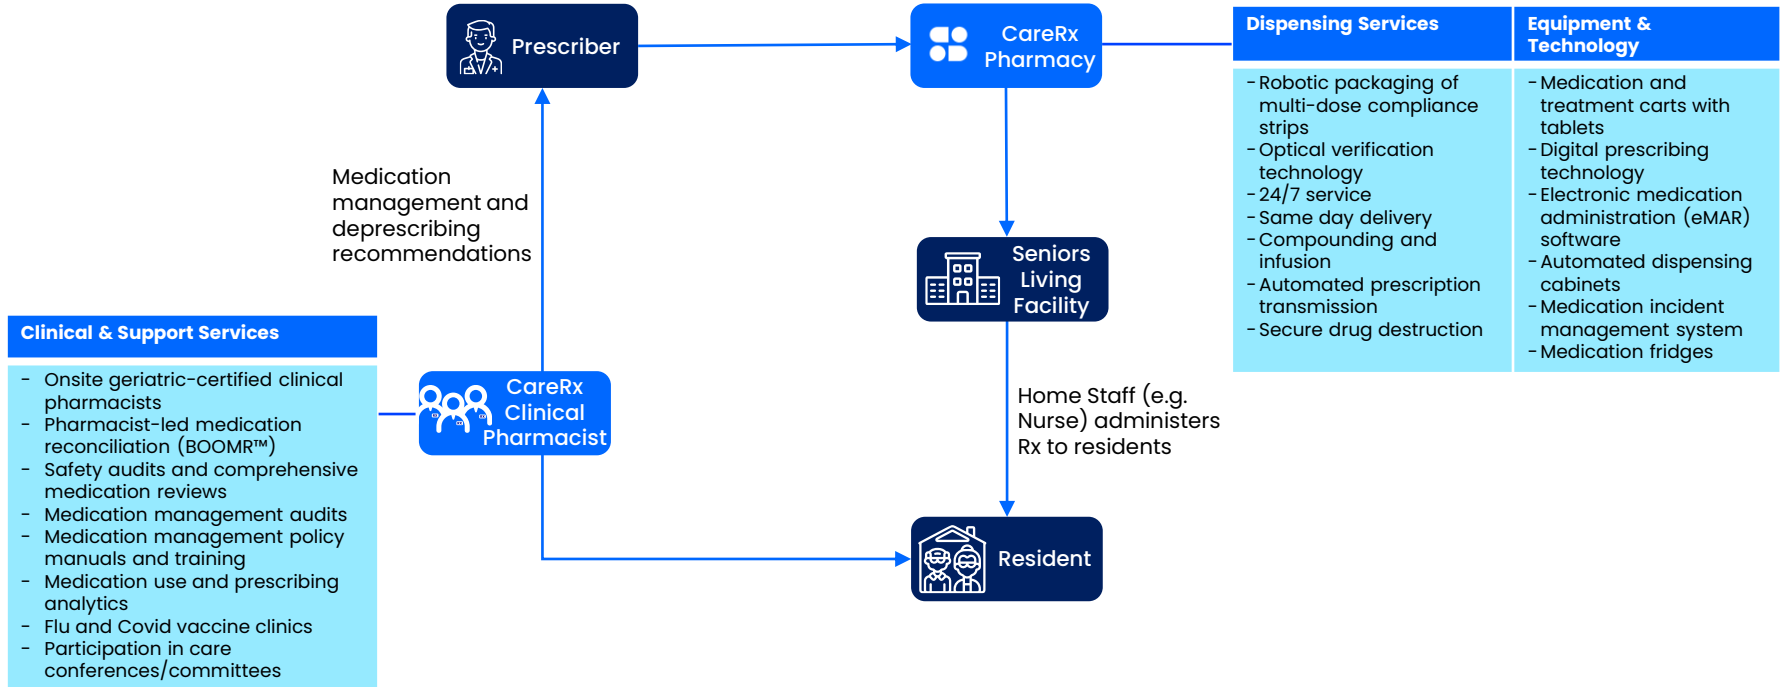 Prescriber
CareRx
Pharmacy
Dispensing Services
Equipment &
Technology
- Robotic packaging of
multi-dose compliance
strips
- Optical verification
technology
- 24/7 service
- Same day delivery
- Compounding and
infusion
- Automated prescription
transmission
- Secure drug destruction
- Medication and
treatment carts with
tablets
- Digital prescribing
technology
- Electronic medication
administration (eMAR)
software
- Automated dispensing
cabinets
- Medication incident
management system
- Medication fridges
Medication
management and
deprescribing
recommendations
Seniors
Living
Facility
Clinical & Support Services
- Onsite geriatric-certified clinical
pharmacists
- Pharmacist-led medication
reconciliation (BOOMR™)
- Safety audits and comprehensive
medication reviews
- Medication management audits
- Medication management policy
manuals and training
- Medication use and prescribing
analytics
- Flu and Covid vaccine clinics
- Participation in care
conferences/committees
CareRx
Clinical
Pharmacist
Home Staff (e.g.
Nurse) administers
Rx to residents
Resident